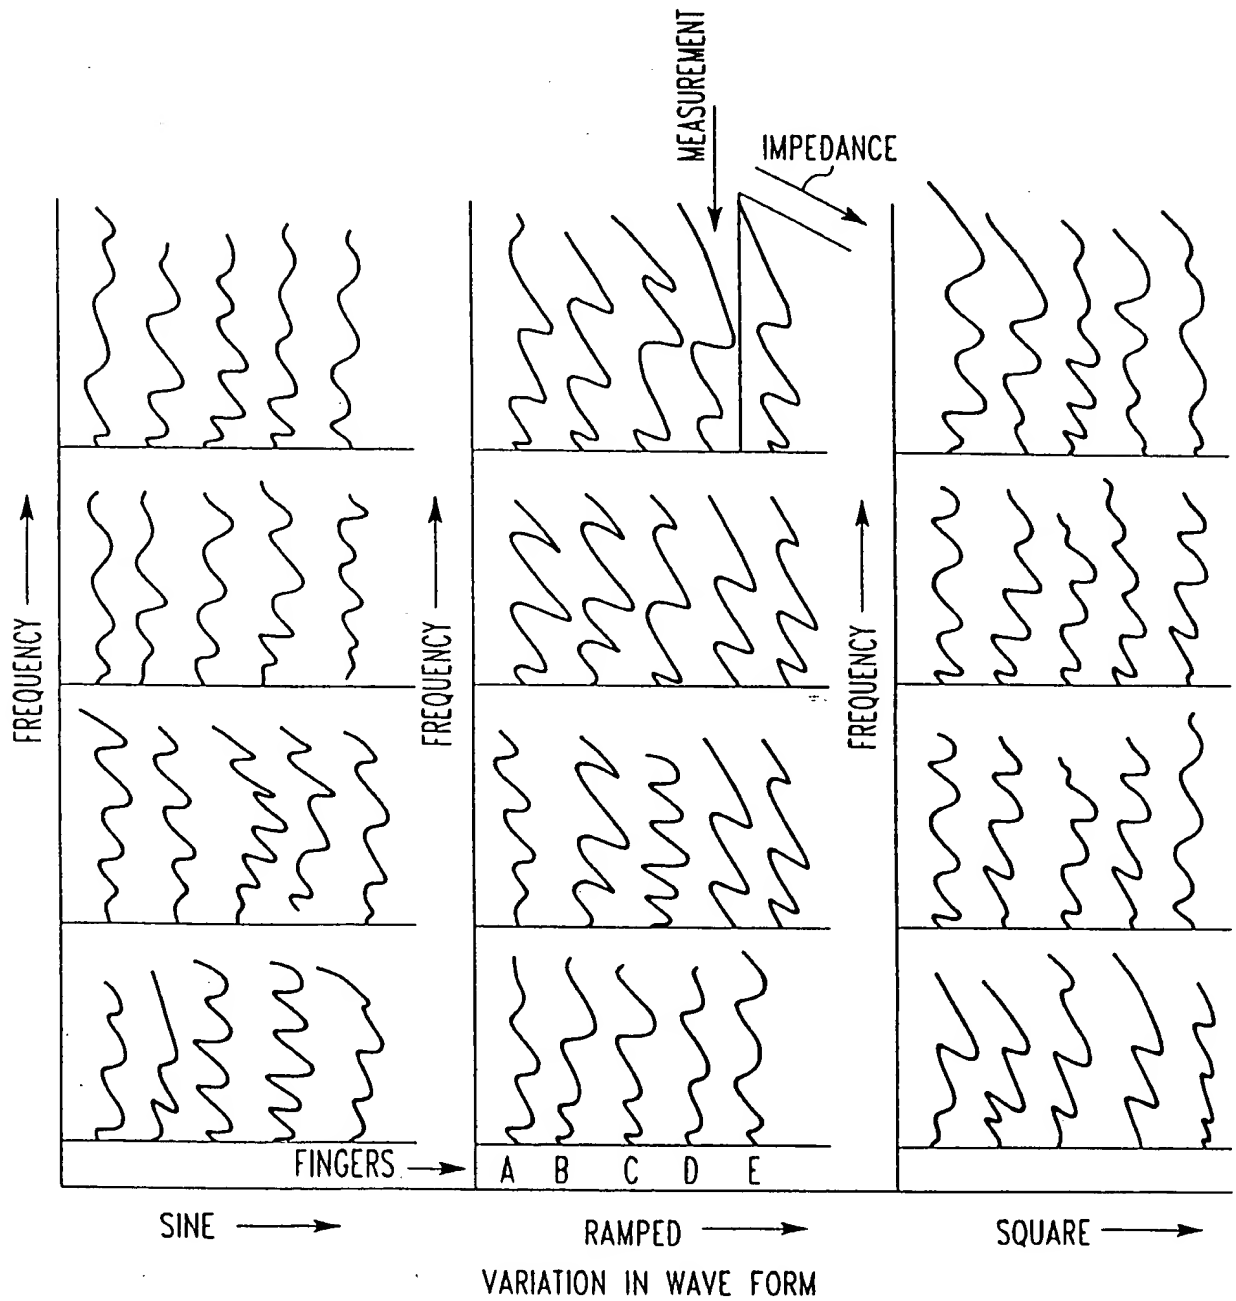 MEASUREMENT
IMPEDANCE
FREQUENCY
FREQUENCY
FREQUENCY
FINGERS
A B C D E
SINE
RAMPED
SQUARE
VARIATION IN WAVE FORM